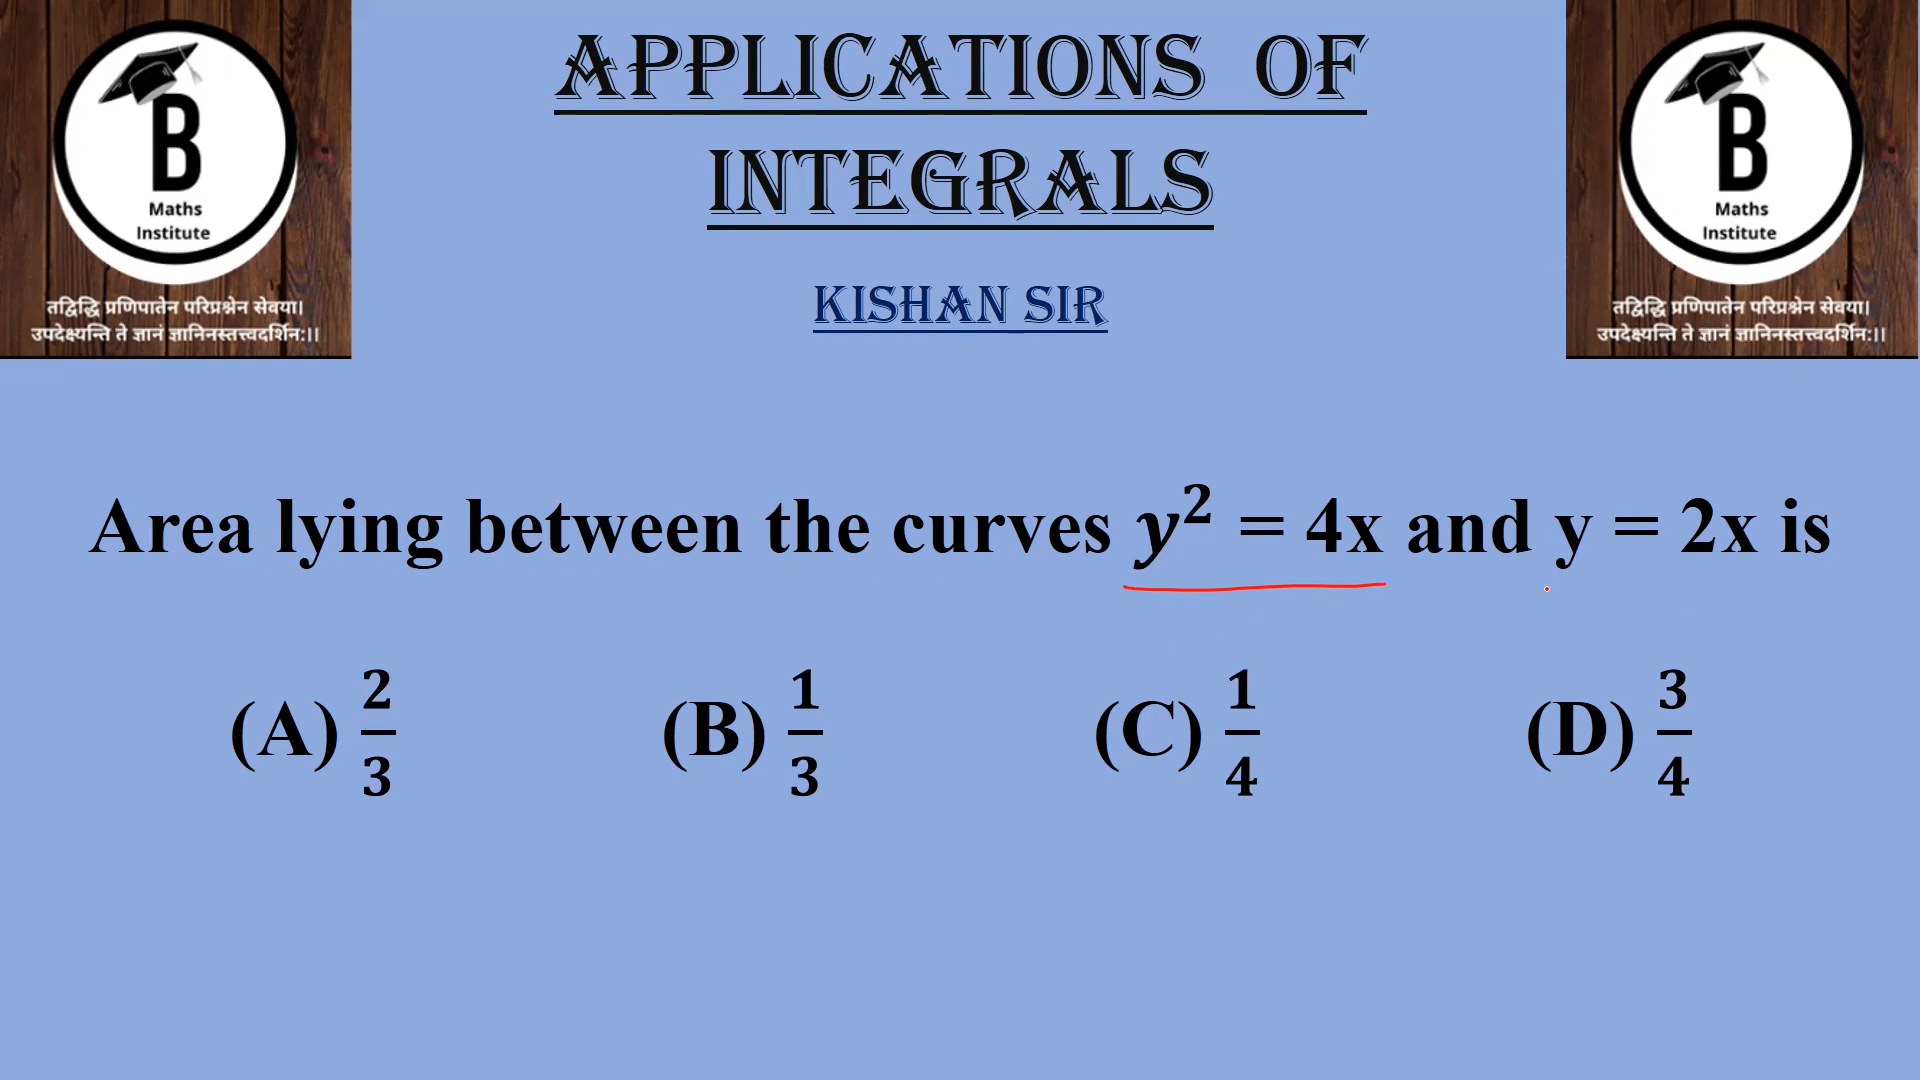 APPLICATIONS OF
INTEGRALS
KISHAN SIR
B
Maths
Institute
तद्विद्धि प्रणिपातेन परिप्रश्नेन सेवया।
उपदेक्ष्यन्ति ते ज्ञानं ज्ञानिनस्तत्त्वदर्शिन:।।
B
Maths
Institute
तद्विद्धि प्रणिपातेन परिप्रश्नेन सेवया।
उपदेक्ष्यन्ति ते ज्ञानं ज्ञानिनस्तत्त्वदर्शिन:।।
Area lying between the curves y² = 4x and y = 2x is
(A) 2/3 (B) 1/3 (C) 1/4 (D) 3/4